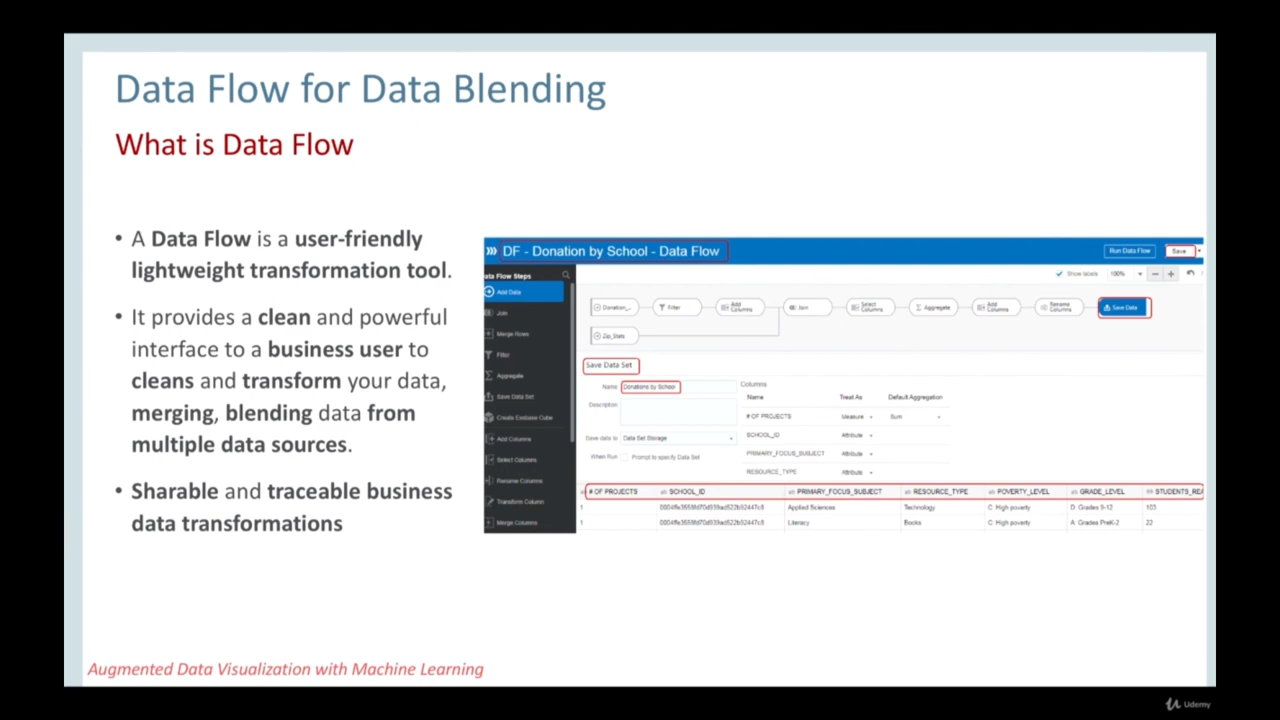 Data Flow for Data Blending
What is Data Flow
• A Data Flow is a user-friendly
lightweight transformation tool.
• It provides a clean and powerful
interface to a business user to
cleans and transform your data,
merging, blending data from
multiple data sources.
• Sharable and traceable business
data transformations
DF - Donation by School - Data Flow
Run Data Flow
Save
ata Flow Steps
Show labels
100%
Add Data
Join
Merge Rows
Filter
Aggregate
Save Data Set
Create Essbase Cube
Add Columns
Select Columns
Rename Columns
Transform Column
Merge Columns
Donation_...
Filter
Add
Columns
Join
Select
Columns
Aggregate
Add
Columns
Rename
Columns
Save Data
Zip_Stats
Save Data Set
Name
Donations by School
Description
Save data to
Data Set Storage
When Run
Prompt to specify Data Set
Columns
Name Treat As Default Aggregation
# OF PROJECTS Measure Sum
SCHOOL_ID Attribute
PRIMARY_FOCUS_SUBJECT Attribute
RESOURCE_TYPE Attribute
# OF PROJECTS SCHOOL_ID PRIMARY_FOCUS_SUBJECT RESOURCE_TYPE POVERTY_LEVEL GRADE_LEVEL STUDENTS_REA
1 Applied Sciences Technology C: High poverty D. Grades 9-12 103
1 Literacy Books C: High poverty A. Grades PreK-2 22
Augmented Data Visualization with Machine Learning
Udemy